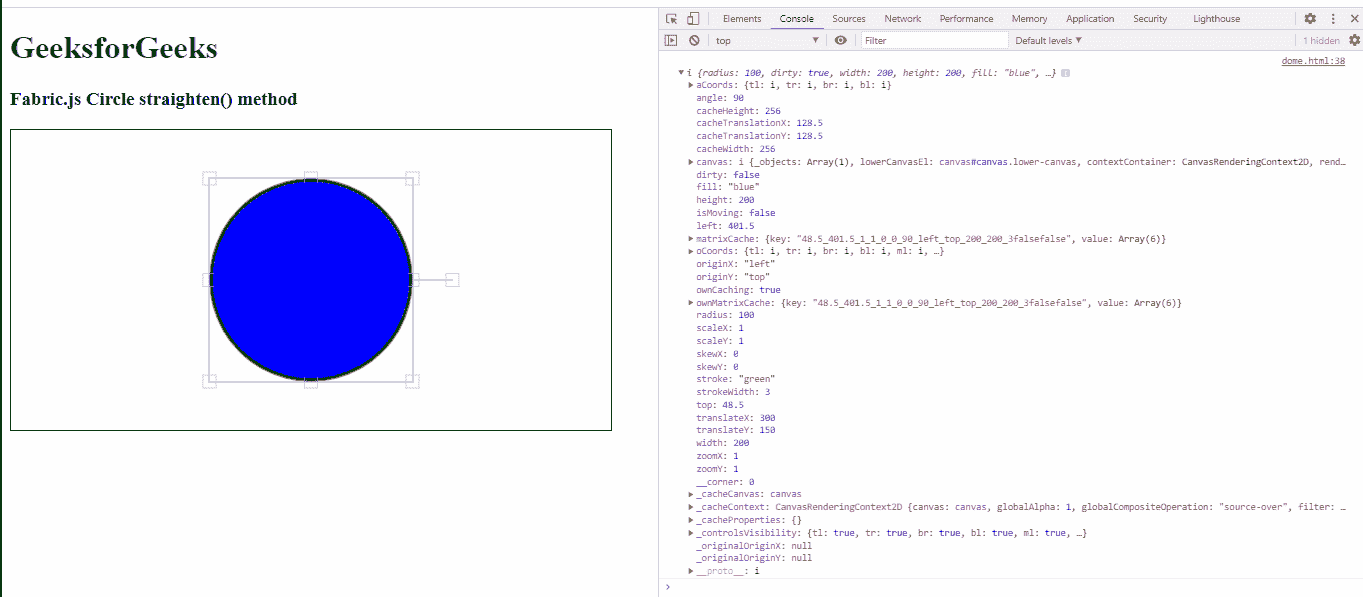 GeeksforGeeks
Fabric.js Circle straighten() method
Elements Console Sources Network Performance Memory Application Security Lighthouse
top Filter Default levels 1 hidden
dome.html:38
i {radius: 100, dirty: true, width: 200, height: 200, fill: "blue", …}
aCoords: {tl: i, tr: i, br: i, bl: i}
angle: 90
cacheHeight: 256
cacheTranslationX: 128.5
cacheTranslationY: 128.5
cacheWidth: 256
canvas: i {_objects: Array(1), lowerCanvasEl: canvas#canvas.lower-canvas, contextContainer: CanvasRenderingContext2D, rend…
dirty: false
fill: "blue"
height: 200
isMoving: false
left: 401.5
matrixCache: {key: "48.5_401.5_1_1_0_0_90_left_top_200_200_3falsefalse", value: Array(6)}
oCoords: {tl: i, tr: i, br: i, bl: i, ml: i, …}
originX: "left"
originY: "top"
ownCaching: true
ownMatrixCache: {key: "48.5_401.5_1_1_0_0_90_left_top_200_200_3falsefalse", value: Array(6)}
radius: 100
scaleX: 1
scaleY: 1
skewX: 0
skewY: 0
stroke: "green"
strokeWidth: 3
top: 48.5
translateX: 300
translateY: 150
width: 200
zoomX: 1
zoomY: 1
__corner: 0
_cacheCanvas: canvas
_cacheContext: CanvasRenderingContext2D {canvas: canvas, globalAlpha: 1, globalCompositeOperation: "source-over", filter: …
_cacheProperties: {}
_controlsVisibility: {tl: true, tr: true, br: true, bl: true, ml: true, …}
_originalOriginX: null
_originalOriginY: null
__proto__: i